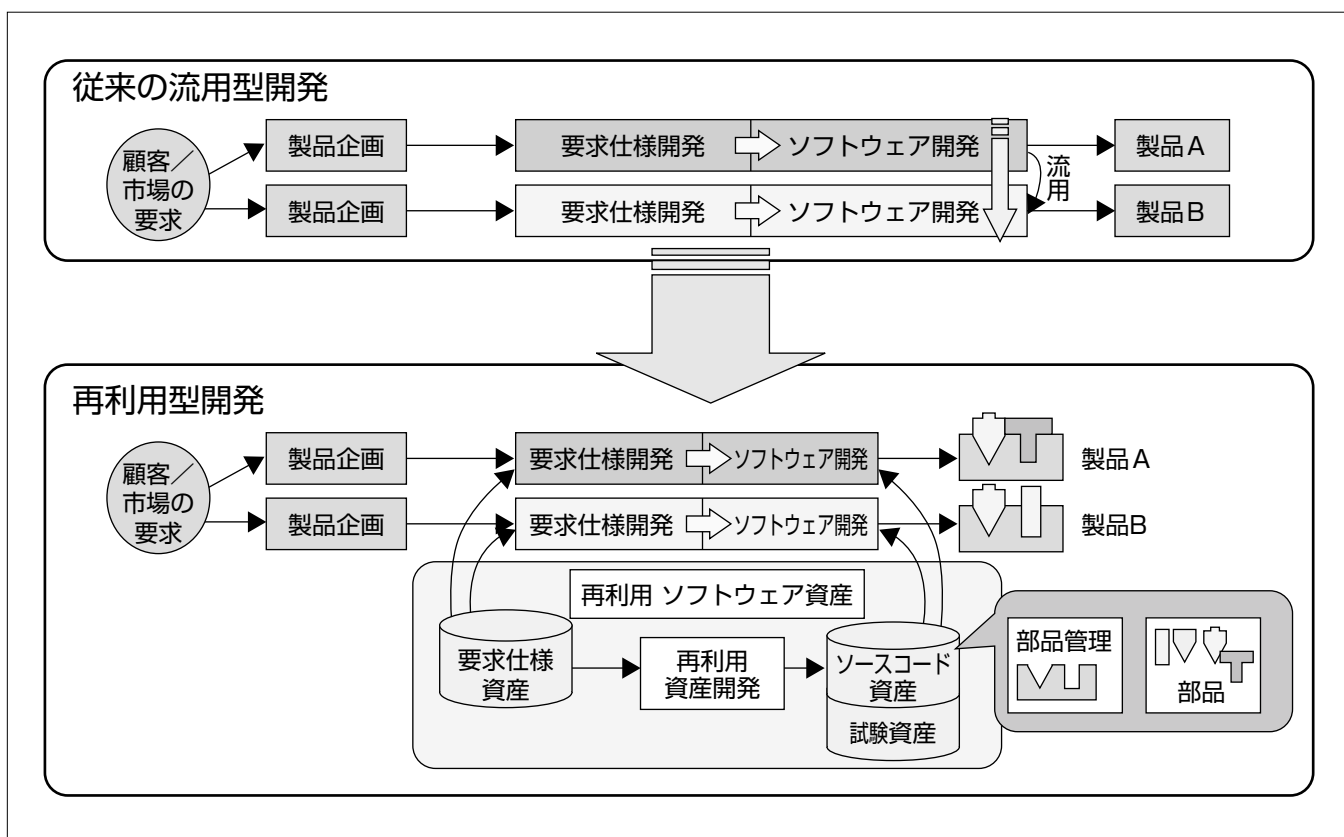 従来の流用型開発
顧客／
市場の
要求
製品企画
要求仕様開発
ソフトウェア開発
製品A
流用
製品企画
要求仕様開発
ソフトウェア開発
製品B
再利用型開発
顧客／
市場の
要求
製品企画
要求仕様開発
ソフトウェア開発
製品A
製品企画
要求仕様開発
ソフトウェア開発
製品B
再利用 ソフトウェア資産
要求仕様
資産
再利用
資産開発
ソースコード
資産
試験資産
部品管理
部品